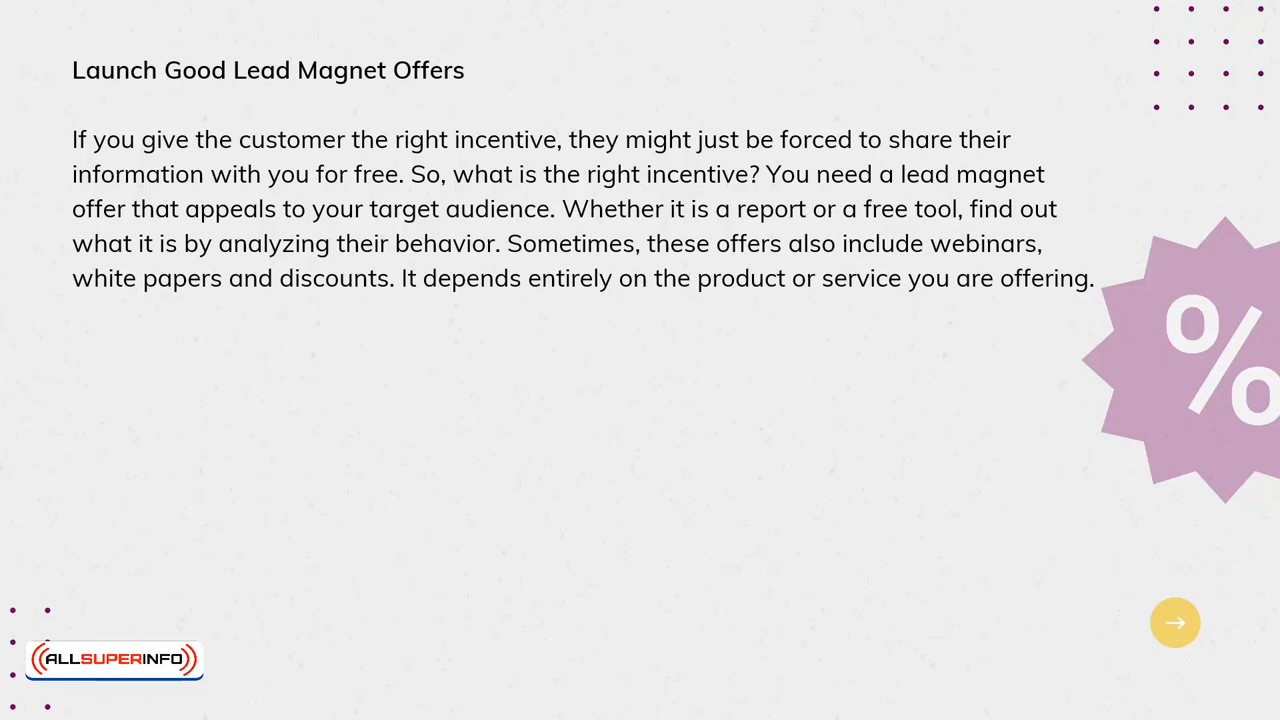 Launch Good Lead Magnet Offers
If you give the customer the right incentive, they might just be forced to share their
information with you for free. So, what is the right incentive? You need a lead magnet
offer that appeals to your target audience. Whether it is a report or a free tool, find out
what it is by analyzing their behavior. Sometimes, these offers also include webinars,
white papers and discounts. It depends entirely on the product or service you are offering.
%
ALLSUPERINFO